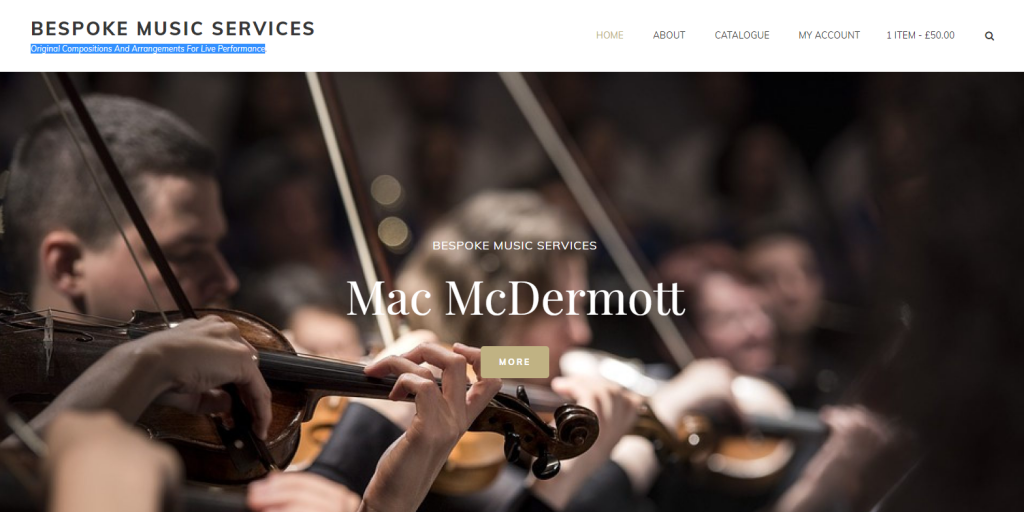 BESPOKE MUSIC SERVICES
Original Compositions And Arrangements For Live Performance
HOME ABOUT CATALOGUE MY ACCOUNT 1 ITEM - £50.00
BESPOKE MUSIC SERVICES
Mac McDermott
MORE